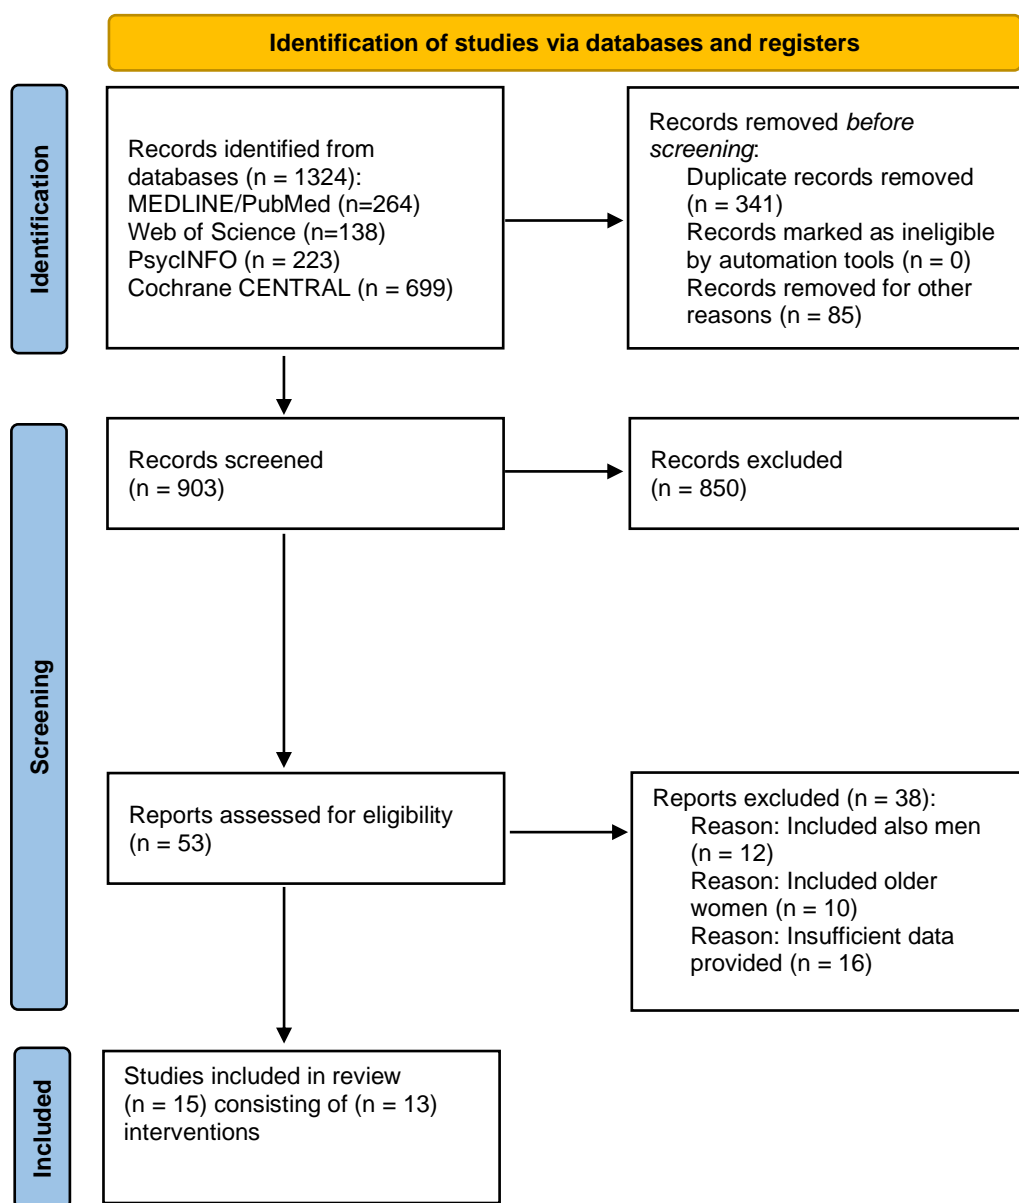 Identification of studies via databases and registers
Identification
Records identified from
databases (n = 1324):
MEDLINE/PubMed (n=264)
Web of Science (n=138)
PsycINFO (n = 223)
Cochrane CENTRAL (n = 699)
Records removed before
screening:
Duplicate records removed
(n = 341)
Records marked as ineligible
by automation tools (n = 0)
Records removed for other
reasons (n = 85)
Screening
Records screened
(n = 903)
Records excluded
(n = 850)
Reports assessed for eligibility
(n = 53)
Reports excluded (n = 38):
Reason: Included also men
(n = 12)
Reason: Included older
women (n = 10)
Reason: Insufficient data
provided (n = 16)
Included
Studies included in review
(n = 15) consisting of (n = 13)
interventions